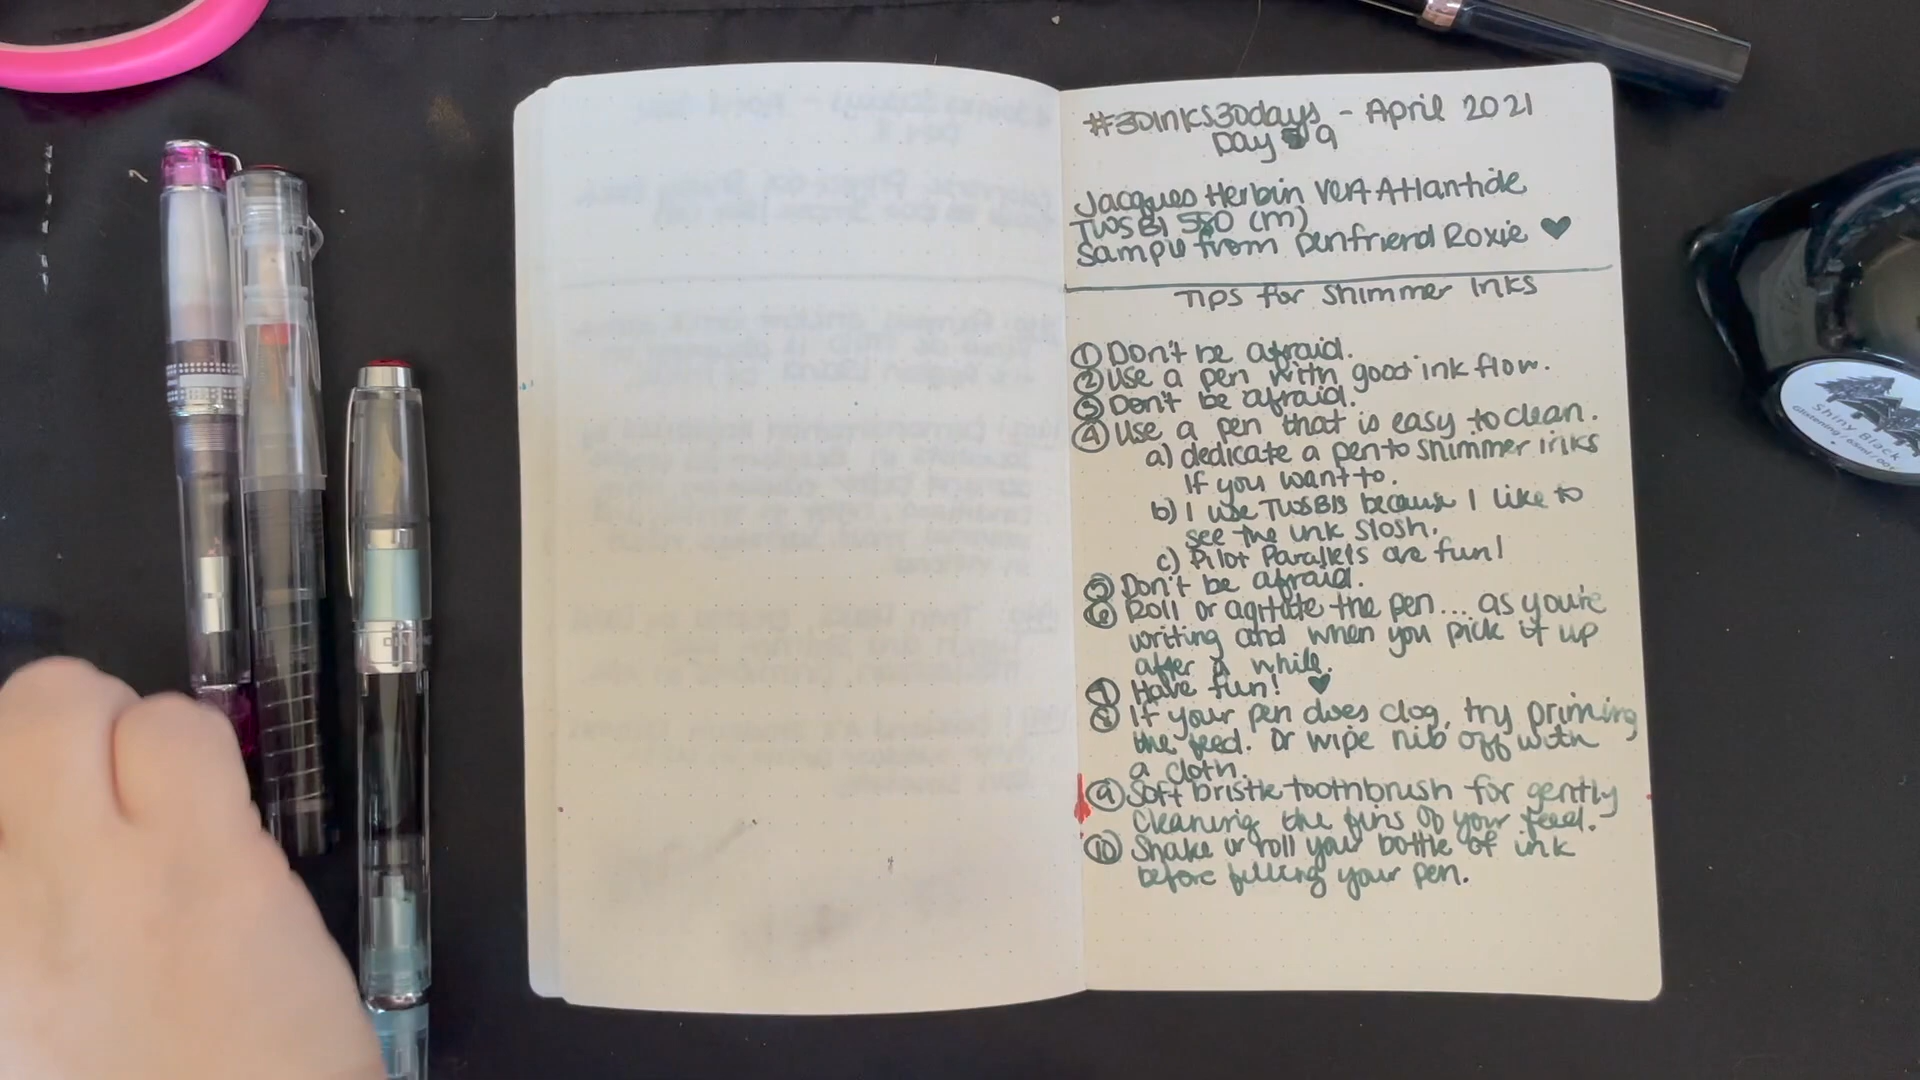 #30Inks30days - April 2021
Day 9
Jacques Herbin Vert Atlantide
TWSBI 580 (M)
Sample from penfriend Roxie ♥
Tips for Shimmer Inks
① Don't be afraid.
② Use a pen with good ink flow.
③ Don't be afraid.
④ Use a pen that is easy to clean.
a) dedicate a pen to shimmer inks
if you want to.
b) I use TWSBIs because I like to
see the ink slosh.
c) Pilot Parallels are fun!
⑤ Don't be afraid.
⑥ Roll or agitate the pen... as you're
writing and when you pick it up
after a while.
⑦ Have fun! ♥
⑧ If your pen does clog, try priming
the feed. Or wipe nib off with
a cloth.
⑨ Soft bristle toothbrush for gently
cleaning the fins of your feed.
⑩ Shake or roll your bottle of ink
before filling your pen.
Shiny Black
Glistening